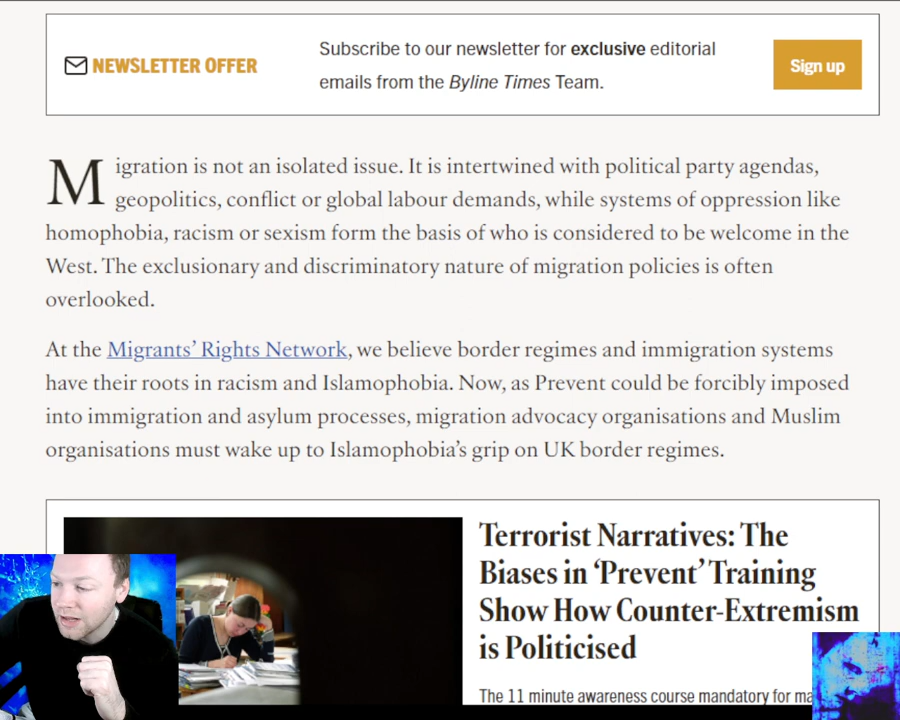 NEWSLETTER OFFER
Subscribe to our newsletter for exclusive editorial
emails from the Byline Times Team.
Sign up
Migration is not an isolated issue. It is intertwined with political party agendas,
geopolitics, conflict or global labour demands, while systems of oppression like
homophobia, racism or sexism form the basis of who is considered to be welcome in the
West. The exclusionary and discriminatory nature of migration policies is often
overlooked.
At the Migrants’ Rights Network, we believe border regimes and immigration systems
have their roots in racism and Islamophobia. Now, as Prevent could be forcibly imposed
into immigration and asylum processes, migration advocacy organisations and Muslim
organisations must wake up to Islamophobia’s grip on UK border regimes.
Terrorist Narratives: The
Biases in ‘Prevent’ Training
Show How Counter-Extremism
is Politicised
The 11 minute awareness course mandatory for